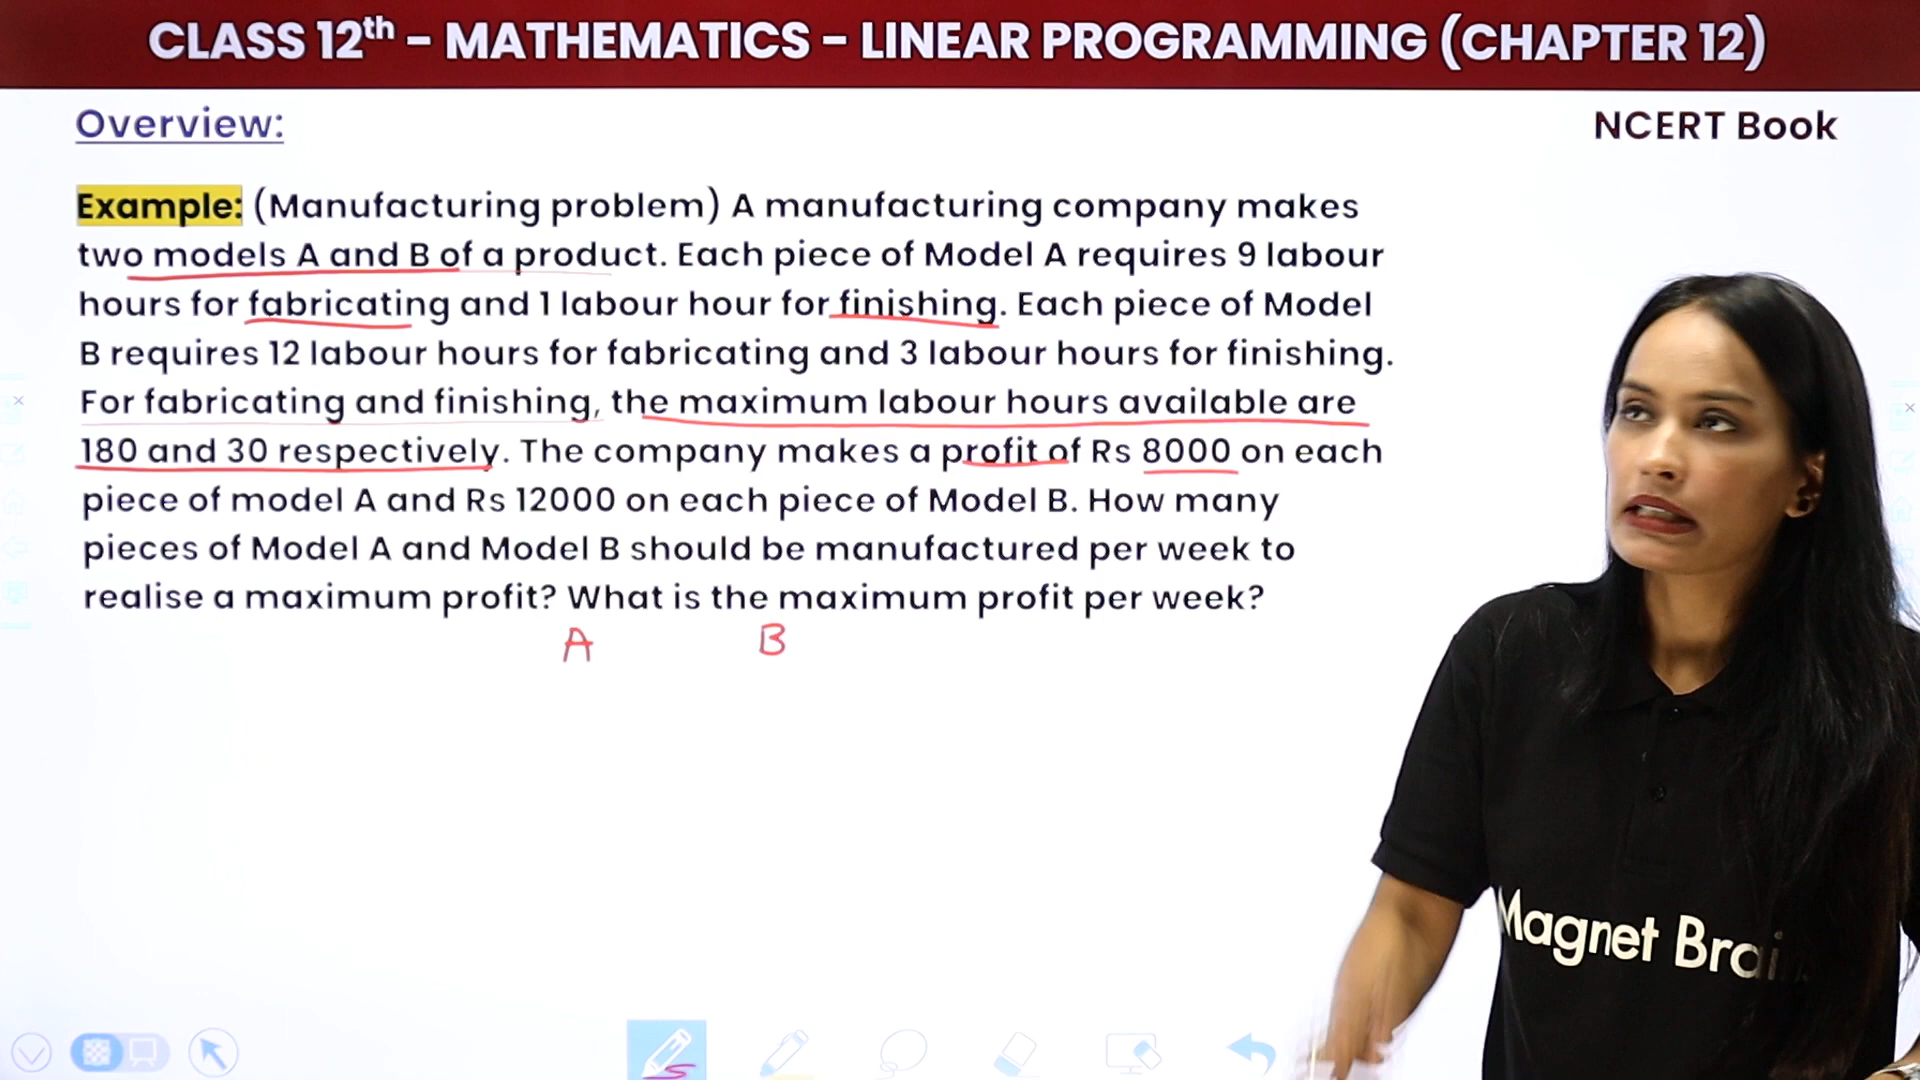 CLASS 12th - MATHEMATICS - LINEAR PROGRAMMING (CHAPTER 12)
Overview:
NCERT Book
Example: (Manufacturing problem) A manufacturing company makes
two models A and B of a product. Each piece of Model A requires 9 labour
hours for fabricating and 1 labour hour for finishing. Each piece of Model
B requires 12 labour hours for fabricating and 3 labour hours for finishing.
For fabricating and finishing, the maximum labour hours available are
180 and 30 respectively. The company makes a profit of Rs 8000 on each
piece of model A and Rs 12000 on each piece of Model B. How many
pieces of Model A and Model B should be manufactured per week to
realise a maximum profit? What is the maximum profit per week?
A B
Magnet Brai